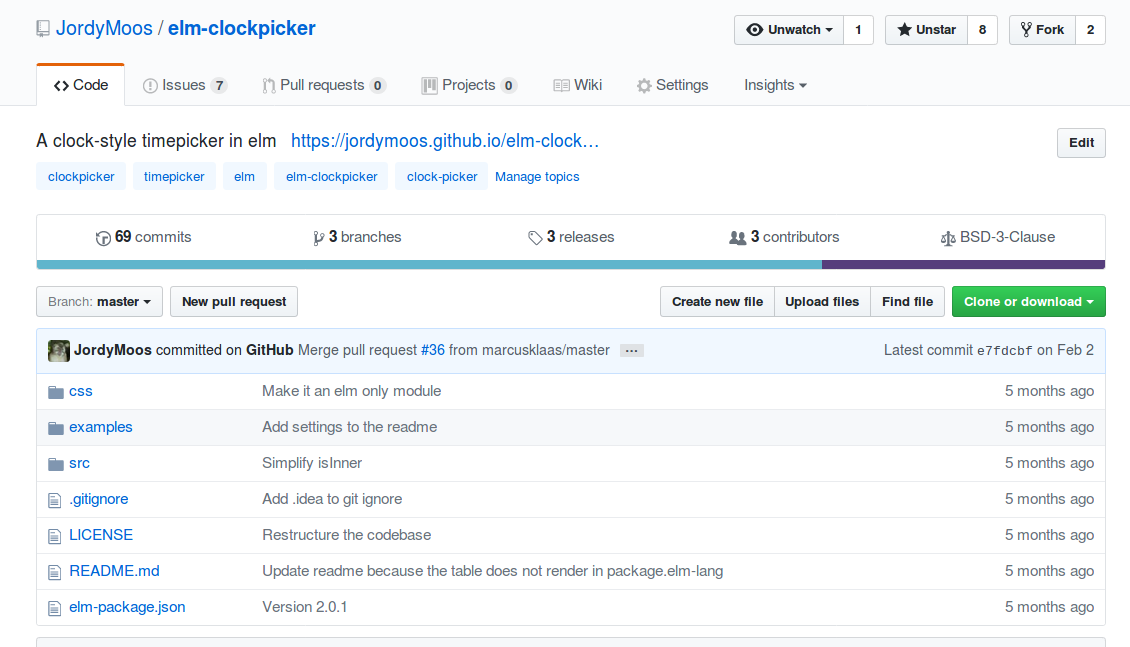 JordyMoos / elm-clockpicker
Unwatch 1 Unstar 8 Fork 2
Code Issues 7 Pull requests 0 Projects 0 Wiki Settings Insights
A clock-style timepicker in elm https://jordymoos.github.io/elm-clock…
Edit
clockpicker timepicker elm elm-clockpicker clock-picker Manage topics
69 commits 3 branches 3 releases 3 contributors BSD-3-Clause
Branch: master New pull request Create new file Upload files Find file Clone or download
JordyMoos committed on GitHub Merge pull request #36 from marcusklaas/master … Latest commit e7fdcbf on Feb 2
css Make it an elm only module 5 months ago
examples Add settings to the readme 5 months ago
src Simplify isInner 5 months ago
.gitignore Add .idea to git ignore 5 months ago
LICENSE Restructure the codebase 5 months ago
README.md Update readme because the table does not render in package.elm-lang 5 months ago
elm-package.json Version 2.0.1 5 months ago